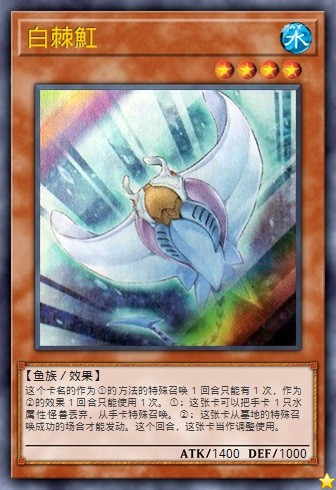 白棘魟
水
【鱼族／效果】
这个卡名的作为①的方法的特殊召唤１回合只能有１次，作为
②的效果１回合只能使用１次。①：这张卡可以把手卡１只水
属性怪兽丢弃，从手卡特殊召唤。②：这张卡从墓地的特殊召
唤成功的场合才能发动。这个回合，这张卡当作调整使用。
ATK/1400 DEF/1000